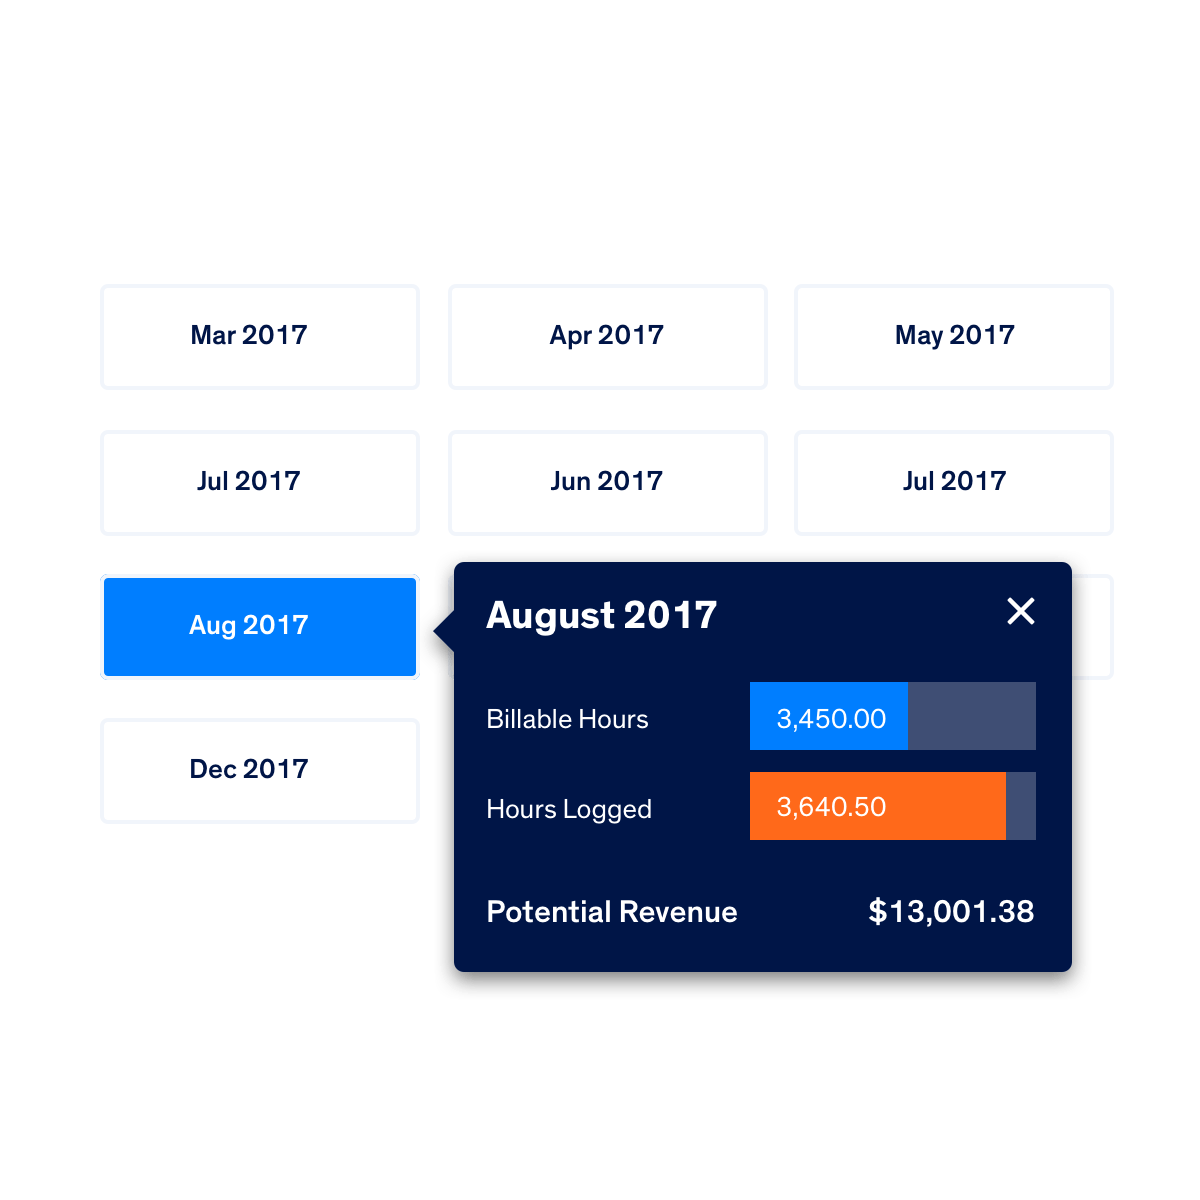 Mar 2017
Apr 2017
May 2017
Jul 2017
Jun 2017
Jul 2017
Aug 2017
August 2017
Billable Hours
3,450.00
Hours Logged
3,640.50
Potential Revenue
$13,001.38
Dec 2017